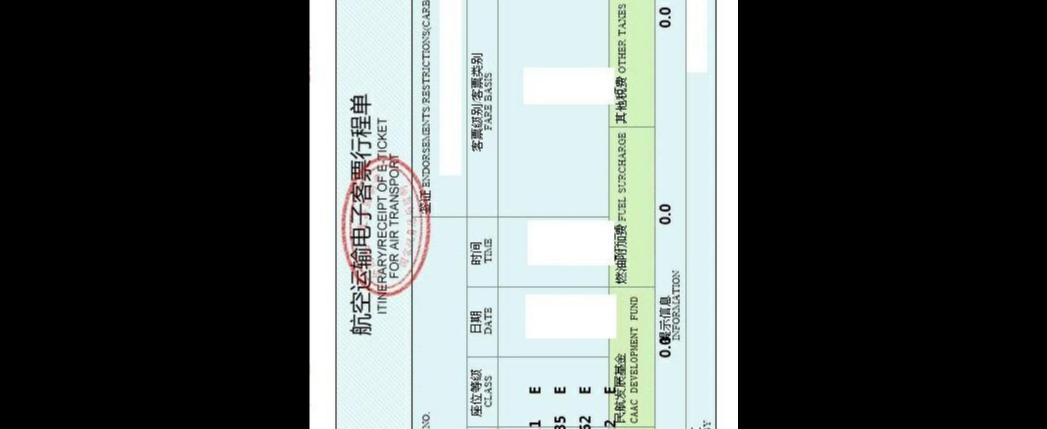 航空运输电子客票行程单
ITINERARY/RECEIPT OF E-TICKET
FOR AIR TRANSPORT
NO.
签证 ENDORSEMENTS/RESTRICTIONS(CARB
座位等级
CLASS
日期
DATE
时间
TIME
客票级别/客票类别
FARE BASIS
1 E
35 E
52 E
2 E
民航发展基金
CAAC DEVELOPMENT FUND
燃油附加费 FUEL SURCHARGE
其他税费 OTHER TAXES
0.0
0.0
0.0
提示信息
INFORMATION